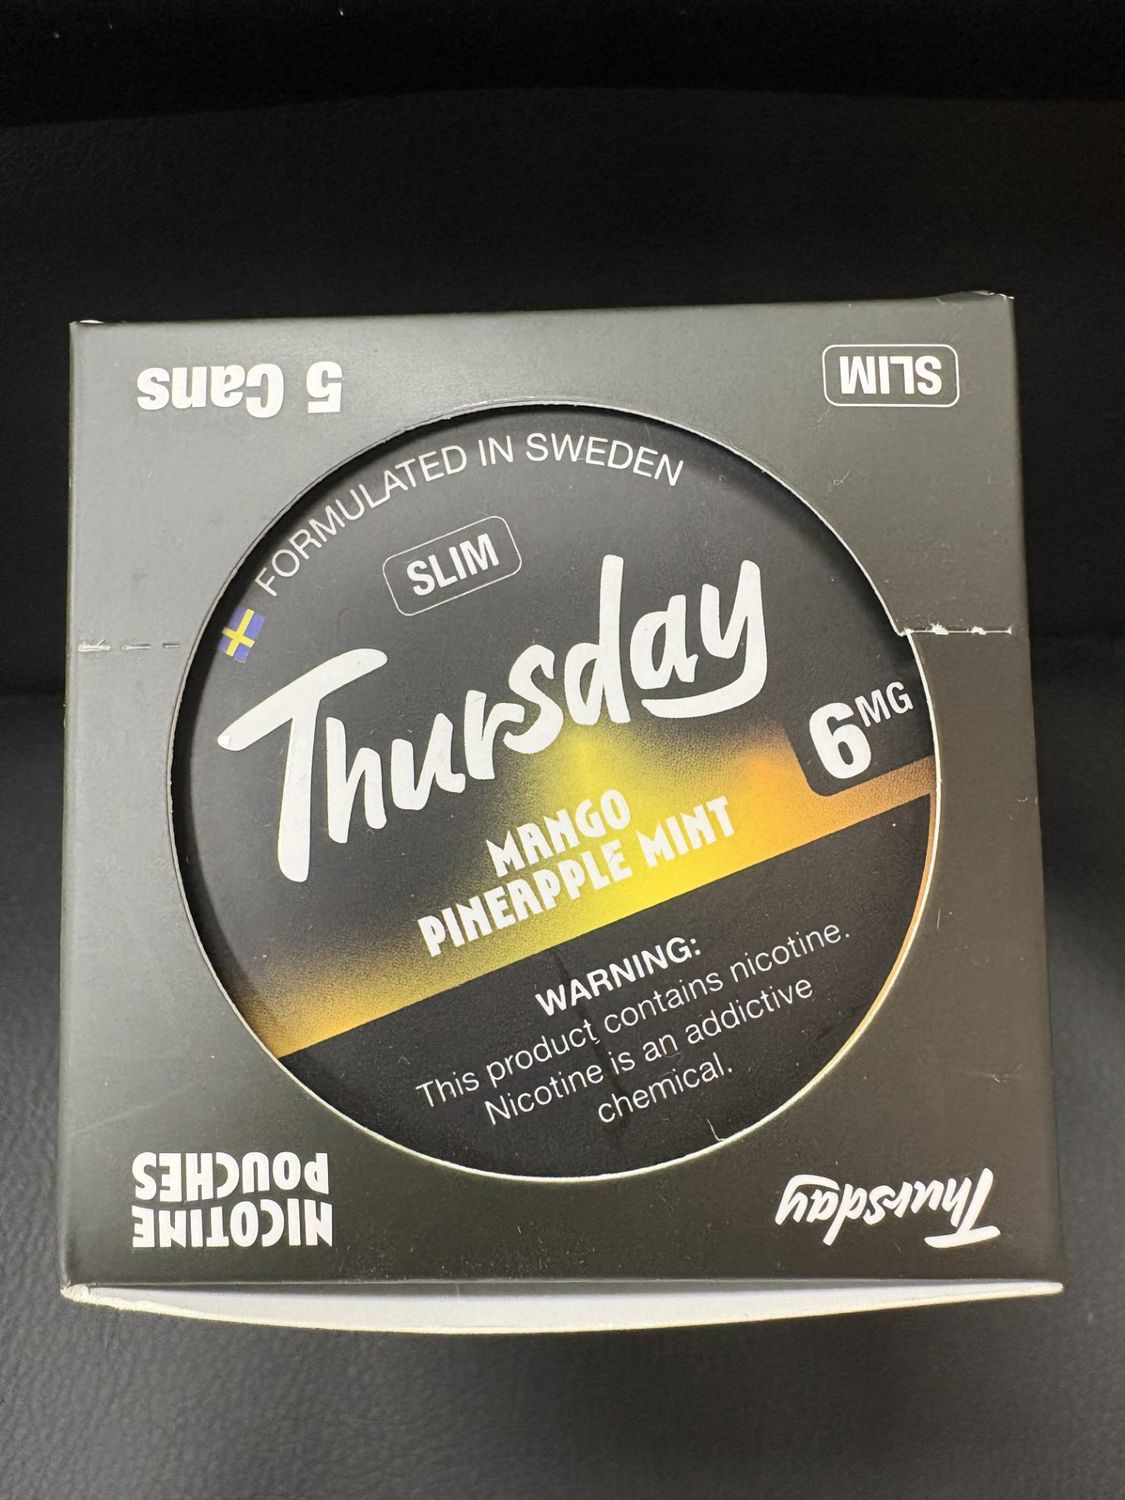 5 Cans
SLIM
FORMULATED IN SWEDEN
SLIM
Thursday
6MG
MANGO
PINEAPPLE MINT
WARNING:
This product contains nicotine.
Nicotine is an addictive
chemical.
NICOTINE
POUCHES
Thursday